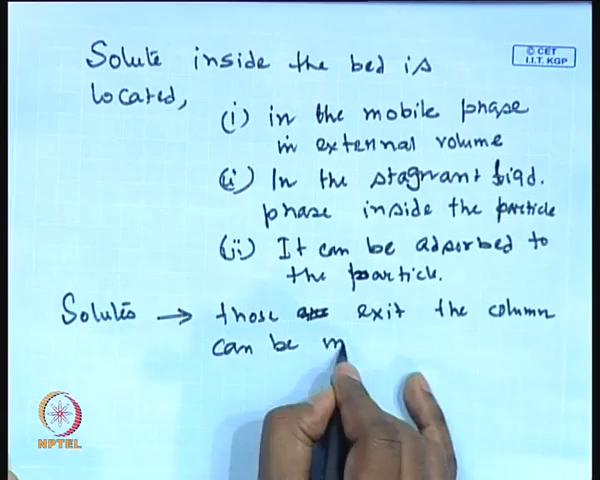 Solute inside the bed is
© CET
I.I.T. KGP
located,
(i) in the mobile phase
in external volume
(ii) In the stagnant
phase inside the particle
(iii) It can be adsorbed to
the particle.
Solutes → those exit the column
can be m
NPTEL